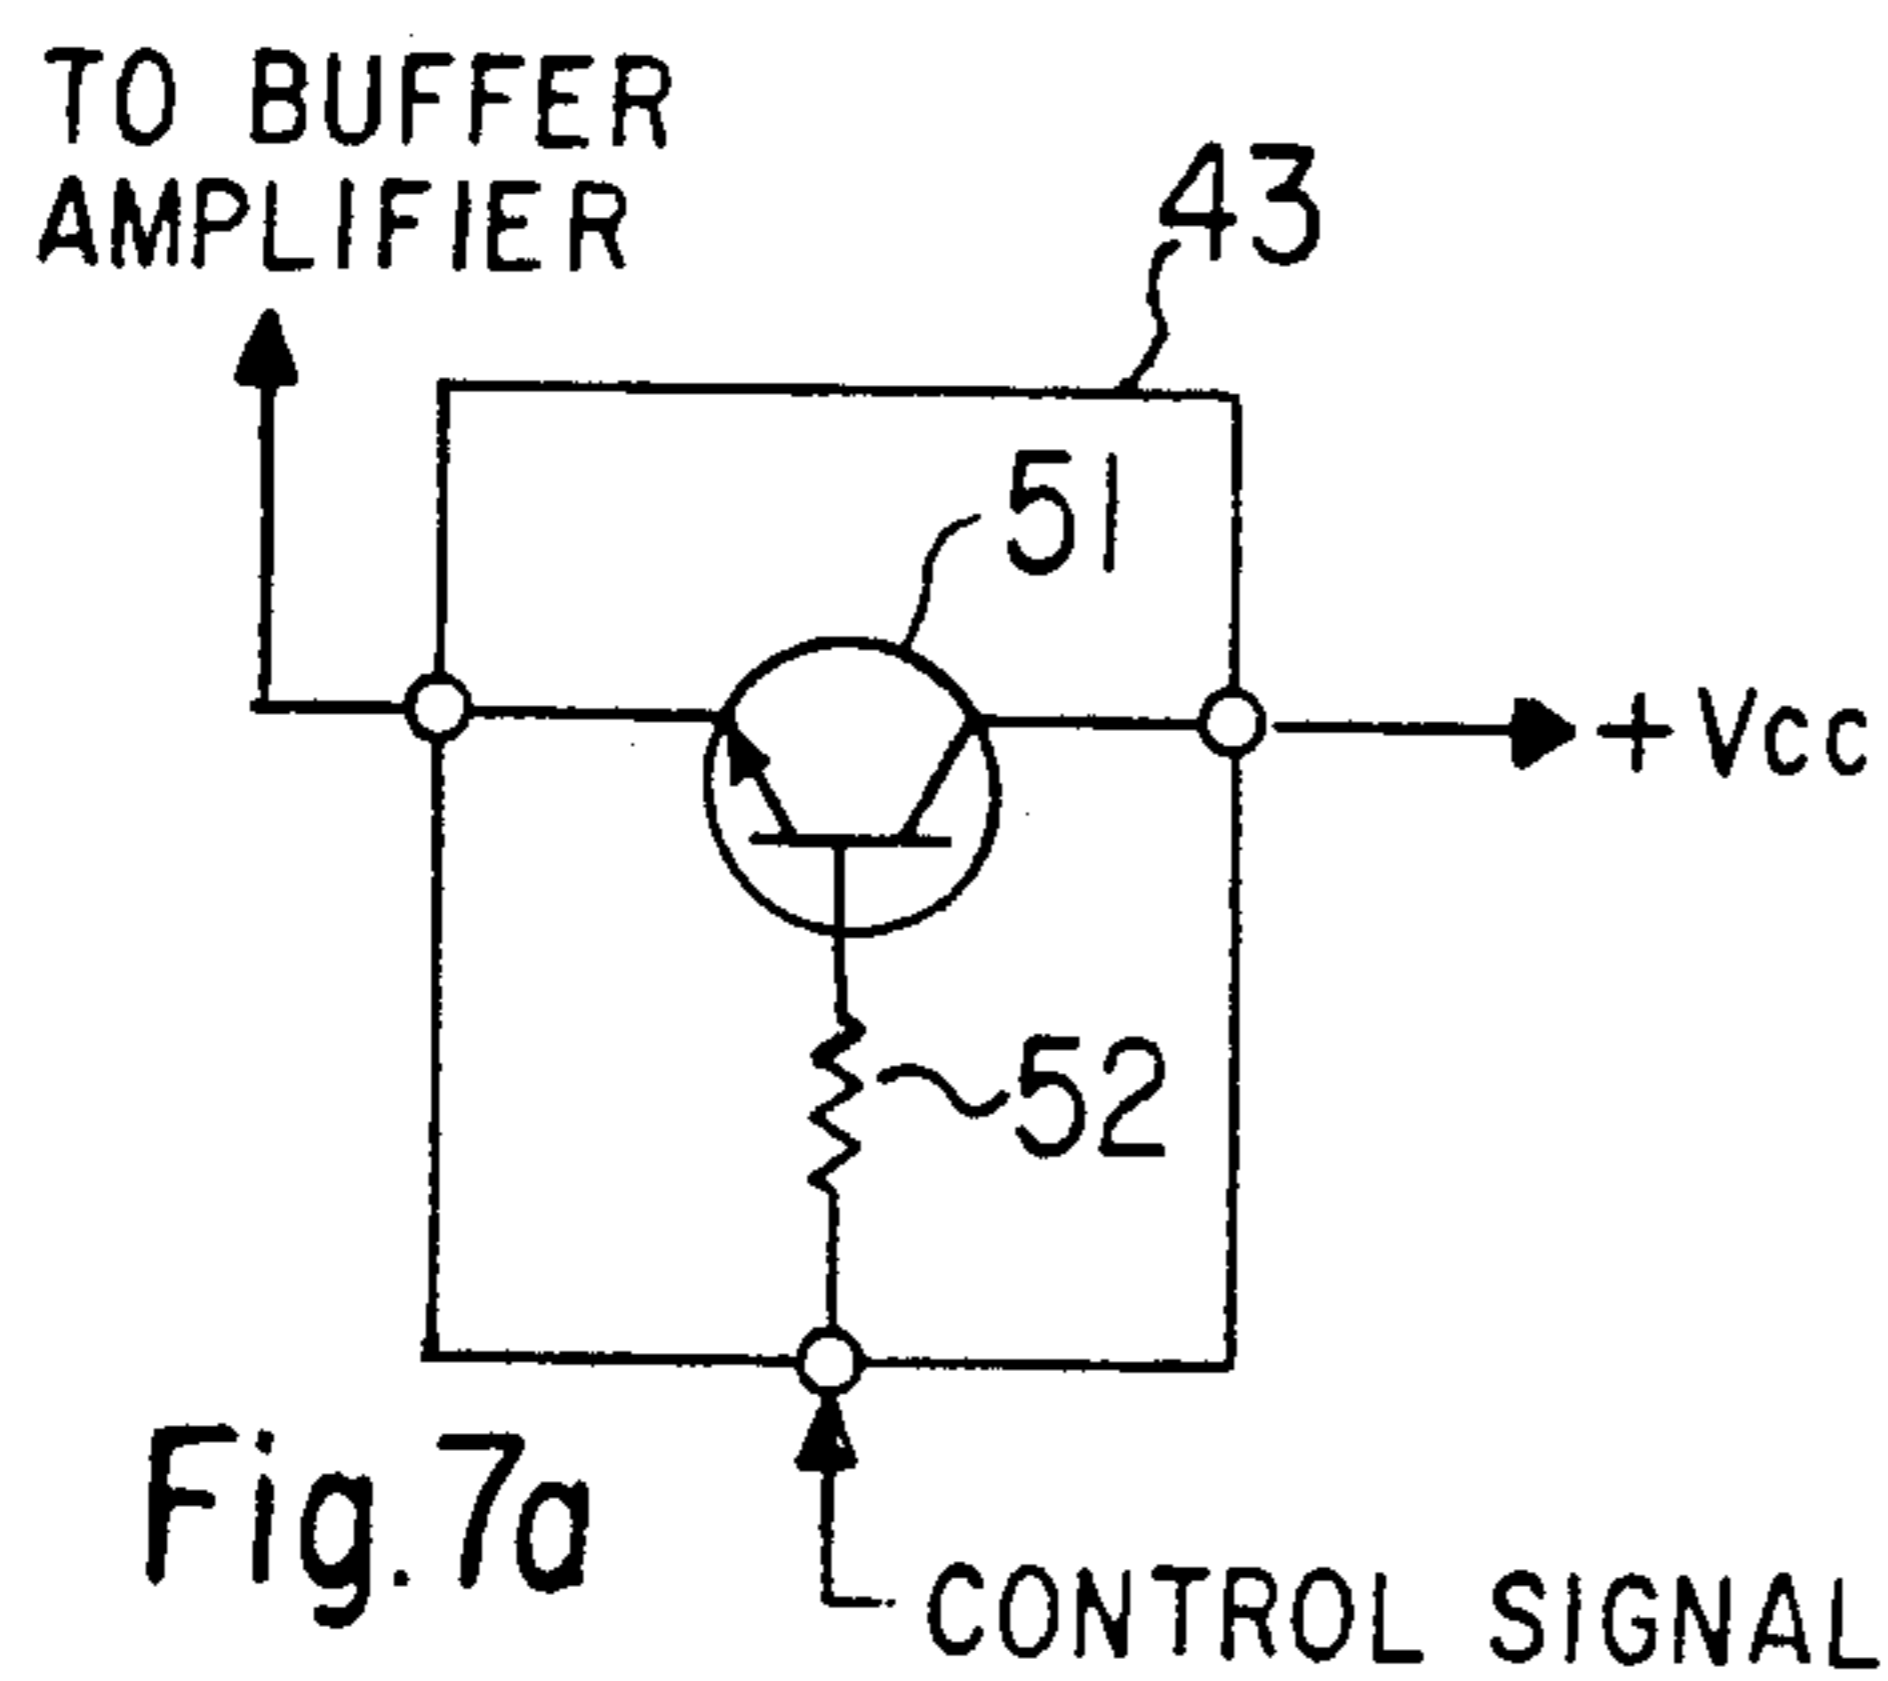 TO BUFFER
AMPLIFIER
43
51
+Vcc
52
Fig.7a
CONTROL SIGNAL